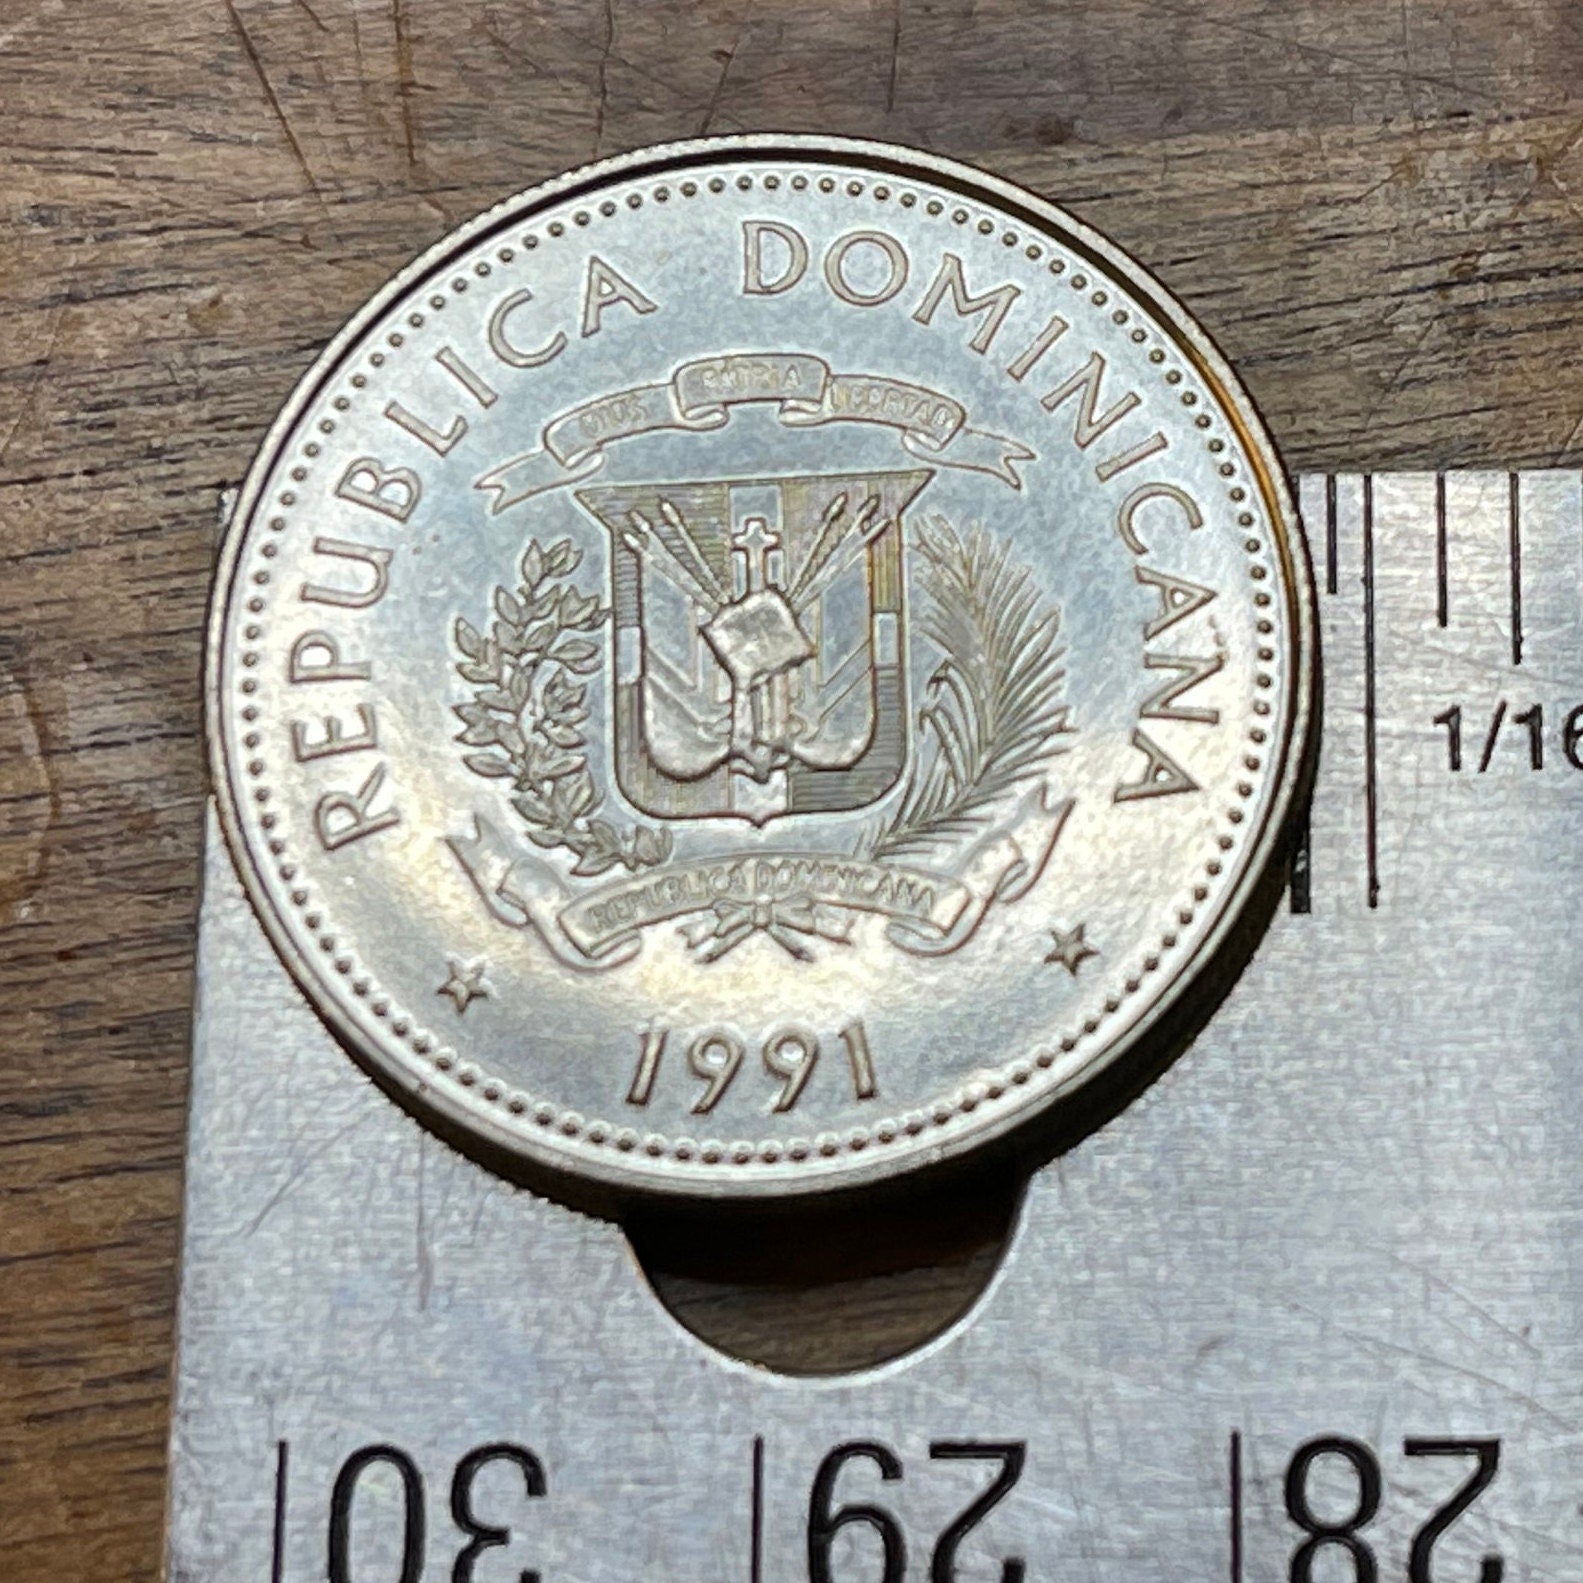 REPUBLICA DOMINICANA
DIOS PATRIA LIBERTAD
REPUBLICA DOMINICANA
1991
1/16
30 29 28